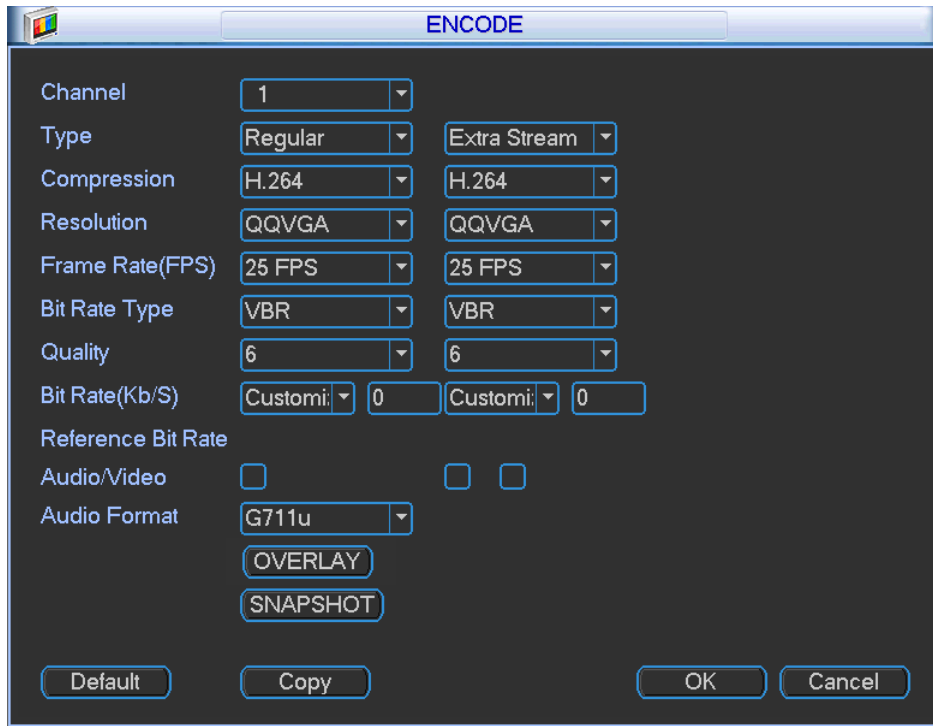 ENCODE
Channel 1
Type Regular Extra Stream
Compression H.264 H.264
Resolution QQVGA QQVGA
Frame Rate(FPS) 25 FPS 25 FPS
Bit Rate Type VBR VBR
Quality 6 6
Bit Rate(Kb/S) Customi: 0 Customi: 0
Reference Bit Rate
Audio/Video
Audio Format G711u
OVERLAY
SNAPSHOT
Default Copy OK Cancel